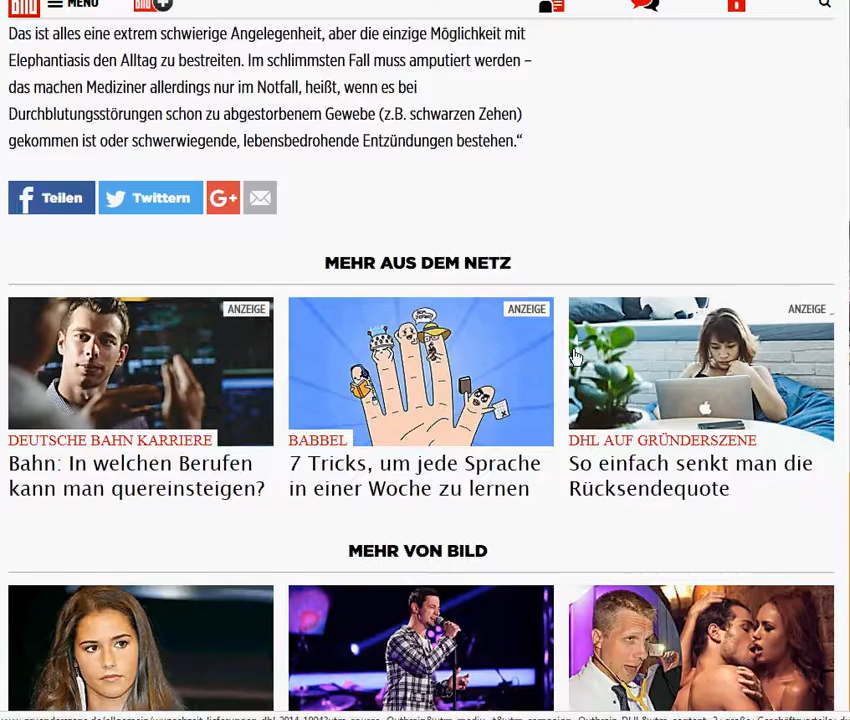 Bild MENÜ Bild
Das ist alles eine extrem schwierige Angelegenheit, aber die einzige Möglichkeit mit
Elephantiasis den Alltag zu bestreiten. Im schlimmsten Fall muss amputiert werden –
das machen Mediziner allerdings nur im Notfall, heißt, wenn es bei
Durchblutungsstörungen schon zu abgestorbenem Gewebe (z.B. schwarzen Zehen)
gekommen ist oder schwerwiegende, lebensbedrohende Entzündungen bestehen.“
Teilen Twittern G+
MEHR AUS DEM NETZ
ANZEIGE ANZEIGE ANZEIGE
DEUTSCHE BAHN KARRIERE
Bahn: In welchen Berufen
kann man quereinsteigen?
BABBEL
7 Tricks, um jede Sprache
in einer Woche zu lernen
DHL AUF GRÜNDERSZENE
So einfach senkt man die
Rücksendequote
MEHR VON BILD